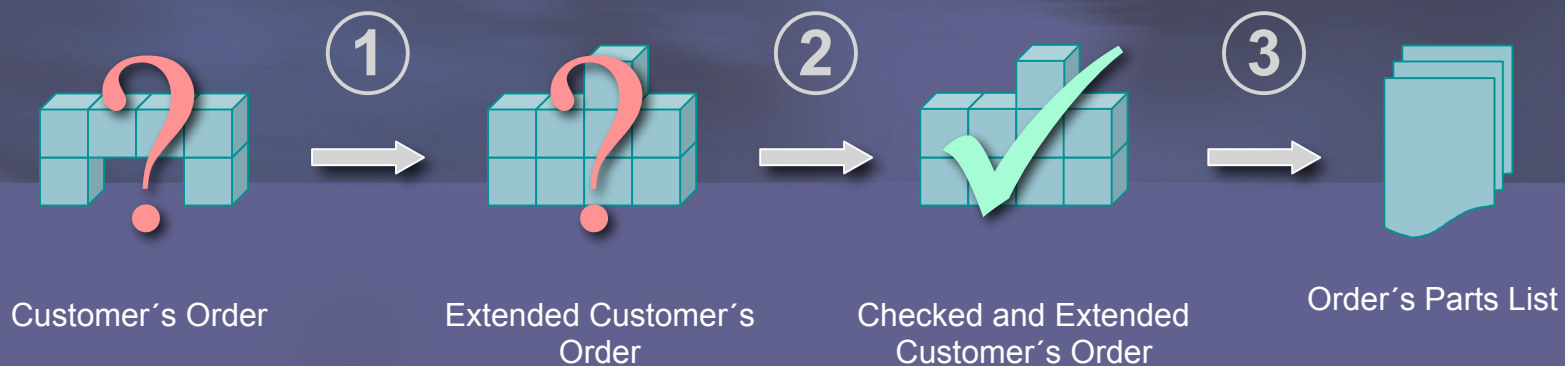 1
2
3
?
?
Customer´s Order
Extended Customer´s
Order
Checked and Extended
Customer´s Order
Order´s Parts List